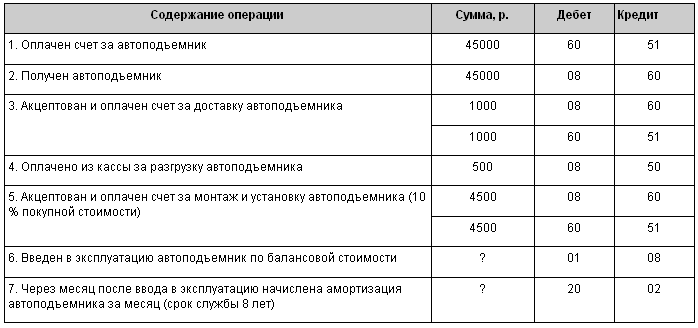 Содержание операции Сумма, р. Дебет Кредит
1. Оплачен счет за автоподъемник 45000 60 51
2. Получен автоподъемник 45000 08 60
3. Акцептован и оплачен счет за доставку автоподъемника 1000 08 60
1000 60 51
4. Оплачено из кассы за разгрузку автоподъемника 500 08 50
5. Акцептован и оплачен счет за монтаж и установку автоподъемника (10 4500 08 60
% покупной стоимости)
4500 60 51
6. Введен в эксплуатацию автоподъемник по балансовой стоимости ? 01 08
7. Через месяц после ввода в эксплуатацию начислена амортизация ? 20 02
автоподъемника за месяц (срок службы 8 лет)